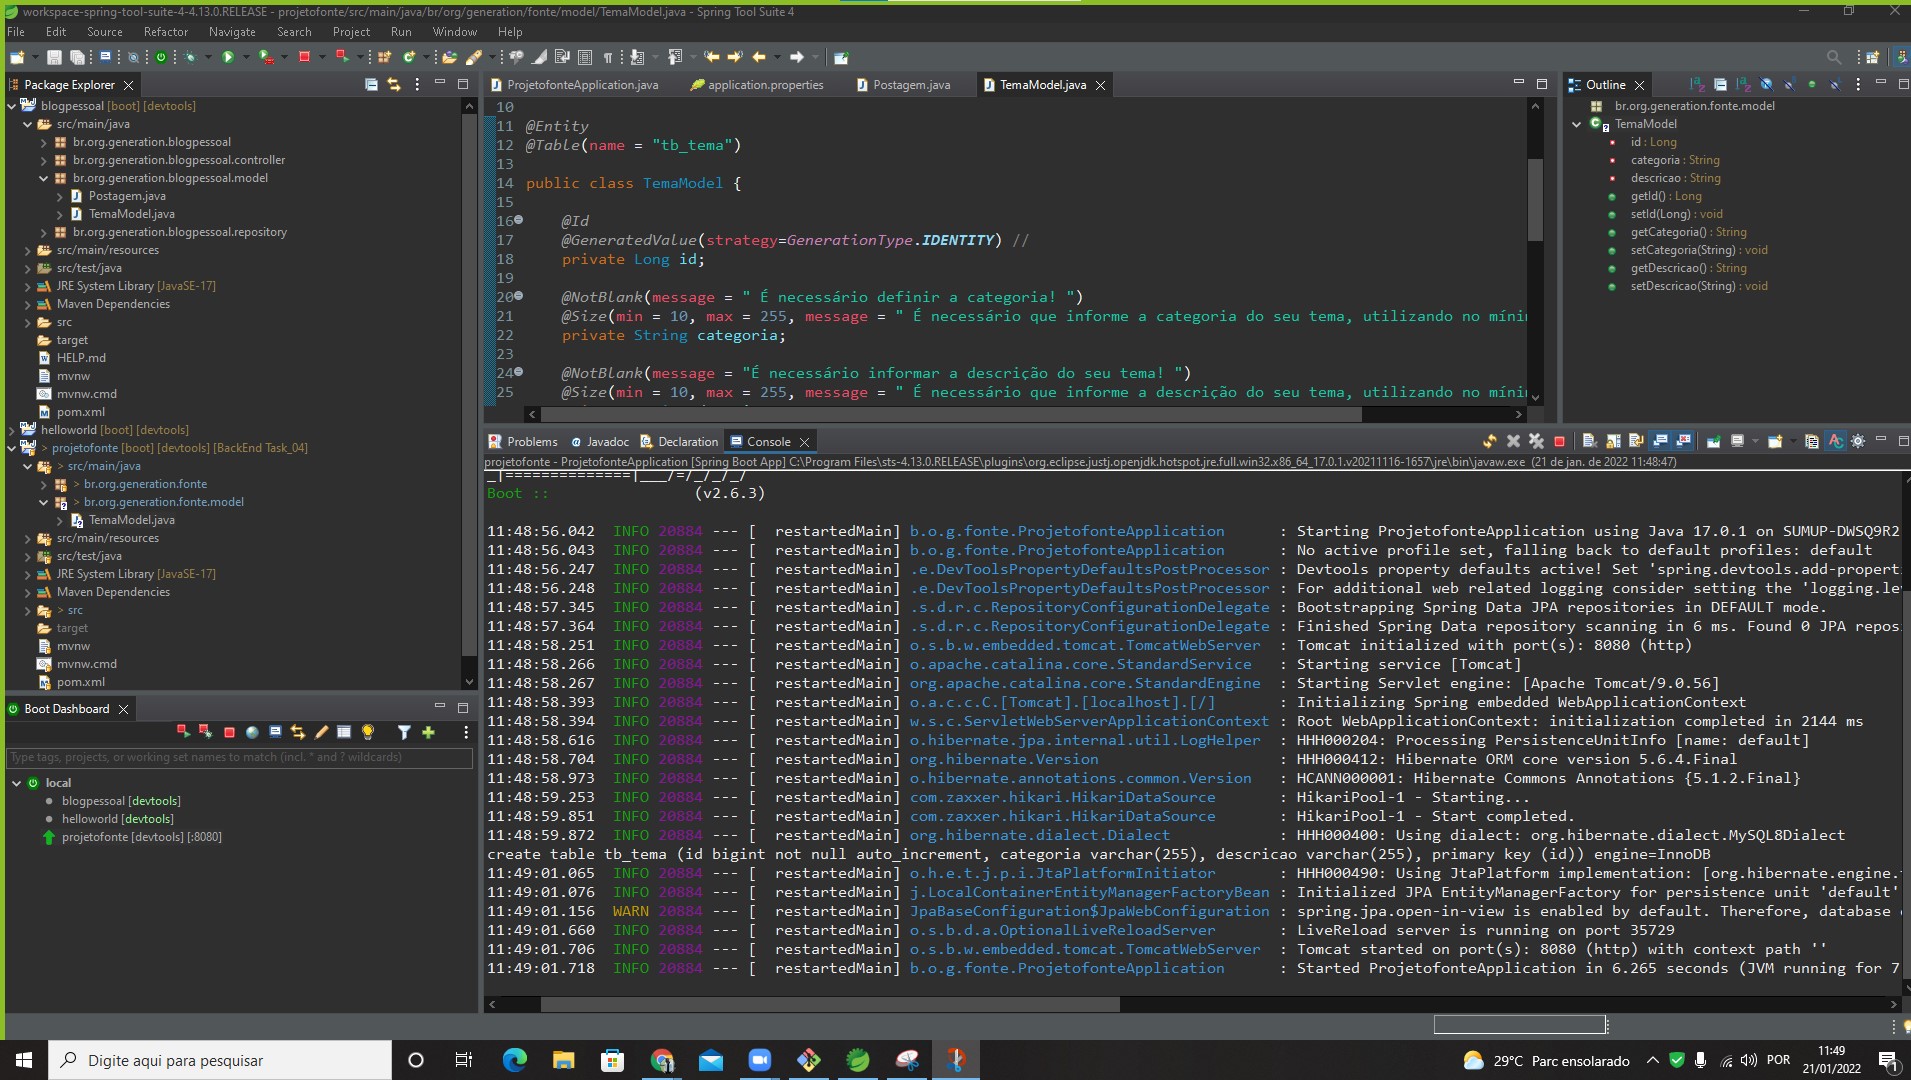 workspace-spring-tool-suite-4-4.13.0.RELEASE - projetofonte/src/main/java/br/org/generation/fonte/model/TemaModel.java - Spring Tool Suite 4
File Edit Source Refactor Navigate Search Project Run Window Help
Package Explorer
blogpessoal [boot] [devtools]
src/main/java
br.org.generation.blogpessoal
br.org.generation.blogpessoal.controller
br.org.generation.blogpessoal.model
Postagem.java
TemaModel.java
br.org.generation.blogpessoal.repository
src/main/resources
src/test/java
JRE System Library [JavaSE-17]
Maven Dependencies
src
target
HELP.md
mvnw
mvnw.cmd
pom.xml
helloworld [boot] [devtools]
> projetofonte [boot] [devtools] [BackEnd Task_04]
> src/main/java
> br.org.generation.fonte
> br.org.generation.fonte.model
TemaModel.java
src/main/resources
src/test/java
JRE System Library [JavaSE-17]
Maven Dependencies
> src
target
mvnw
mvnw.cmd
pom.xml
Boot Dashboard
Type tags, projects, or working set names to match (incl. * and ? wildcards)
local
blogpessoal [devtools]
helloworld [devtools]
projetofonte [devtools] [:8080]
ProjetofonteApplication.java application.properties Postagem.java TemaModel.java
10
11 @Entity
12 @Table(name = "tb_tema")
13
14 public class TemaModel {
15
16 @Id
17 @GeneratedValue(strategy=GenerationType.IDENTITY) //
18 private Long id;
19
20 @NotBlank(message = " É necessário definir a categoria! ")
21 @Size(min = 10, max = 255, message = " É necessário que informe a categoria do seu tema, utilizando no míni
22 private String categoria;
23
24 @NotBlank(message = "É necessário informar a descrição do seu tema! ")
25 @Size(min = 10, max = 255, message = " É necessário que informe a descrição do seu tema, utilizando no míni
Outline
br.org.generation.fonte.model
TemaModel
id : Long
categoria : String
descricao : String
getId() : Long
setId(Long) : void
getCategoria() : String
setCategoria(String) : void
getDescricao() : String
setDescricao(String) : void
Problems Javadoc Declaration Console
projetofonte - ProjetofonteApplication [Spring Boot App] C:\Program Files\sts-4.13.0.RELEASE\plugins\org.eclipse.justj.openjdk.hotspot.jre.full.win32.x86_64_17.0.1.v20211116-1657\jre\bin\javaw.exe (21 de jan. de 2022 11:48:47)
_|==============|___/=/_/_/_/
Boot :: (v2.6.3)
11:48:56.042 INFO 20884 --- [ restartedMain] b.o.g.fonte.ProjetofonteApplication : Starting ProjetofonteApplication using Java 17.0.1 on SUMUP-DWSQ9R2
11:48:56.043 INFO 20884 --- [ restartedMain] b.o.g.fonte.ProjetofonteApplication : No active profile set, falling back to default profiles: default
11:48:56.247 INFO 20884 --- [ restartedMain] .e.DevToolsPropertyDefaultsPostProcessor : Devtools property defaults active! Set 'spring.devtools.add-properti
11:48:56.248 INFO 20884 --- [ restartedMain] .e.DevToolsPropertyDefaultsPostProcessor : For additional web related logging consider setting the 'logging.le
11:48:57.345 INFO 20884 --- [ restartedMain] .s.d.r.c.RepositoryConfigurationDelegate : Bootstrapping Spring Data JPA repositories in DEFAULT mode.
11:48:57.364 INFO 20884 --- [ restartedMain] .s.d.r.c.RepositoryConfigurationDelegate : Finished Spring Data repository scanning in 6 ms. Found 0 JPA repos
11:48:58.251 INFO 20884 --- [ restartedMain] o.s.b.w.embedded.tomcat.TomcatWebServer : Tomcat initialized with port(s): 8080 (http)
11:48:58.266 INFO 20884 --- [ restartedMain] o.apache.catalina.core.StandardService : Starting service [Tomcat]
11:48:58.267 INFO 20884 --- [ restartedMain] org.apache.catalina.core.StandardEngine : Starting Servlet engine: [Apache Tomcat/9.0.56]
11:48:58.393 INFO 20884 --- [ restartedMain] o.a.c.c.C.[Tomcat].[localhost].[/] : Initializing Spring embedded WebApplicationContext
11:48:58.394 INFO 20884 --- [ restartedMain] w.s.c.ServletWebServerApplicationContext : Root WebApplicationContext: initialization completed in 2144 ms
11:48:58.616 INFO 20884 --- [ restartedMain] o.hibernate.jpa.internal.util.LogHelper : HHH000204: Processing PersistenceUnitInfo [name: default]
11:48:58.704 INFO 20884 --- [ restartedMain] org.hibernate.Version : HHH000412: Hibernate ORM core version 5.6.4.Final
11:48:58.973 INFO 20884 --- [ restartedMain] o.hibernate.annotations.common.Version : HCANN000001: Hibernate Commons Annotations {5.1.2.Final}
11:48:59.253 INFO 20884 --- [ restartedMain] com.zaxxer.hikari.HikariDataSource : HikariPool-1 - Starting...
11:48:59.851 INFO 20884 --- [ restartedMain] com.zaxxer.hikari.HikariDataSource : HikariPool-1 - Start completed.
11:48:59.872 INFO 20884 --- [ restartedMain] org.hibernate.dialect.Dialect : HHH000400: Using dialect: org.hibernate.dialect.MySQL8Dialect
create table tb_tema (id bigint not null auto_increment, categoria varchar(255), descricao varchar(255), primary key (id)) engine=InnoDB
11:49:01.065 INFO 20884 --- [ restartedMain] o.h.e.t.j.p.i.JtaPlatformInitiator : HHH000490: Using JtaPlatform implementation: [org.hibernate.engine.
11:49:01.076 INFO 20884 --- [ restartedMain] j.LocalContainerEntityManagerFactoryBean : Initialized JPA EntityManagerFactory for persistence unit 'default'
11:49:01.156 WARN 20884 --- [ restartedMain] JpaBaseConfiguration$JpaWebConfiguration : spring.jpa.open-in-view is enabled by default. Therefore, database
11:49:01.660 INFO 20884 --- [ restartedMain] o.s.b.d.a.OptionalLiveReloadServer : LiveReload server is running on port 35729
11:49:01.706 INFO 20884 --- [ restartedMain] o.s.b.w.embedded.tomcat.TomcatWebServer : Tomcat started on port(s): 8080 (http) with context path ''
11:49:01.718 INFO 20884 --- [ restartedMain] b.o.g.fonte.ProjetofonteApplication : Started ProjetofonteApplication in 6.265 seconds (JVM running for 7
Digite aqui para pesquisar
29°C Parc ensolarado
POR
11:49
21/01/2022
1